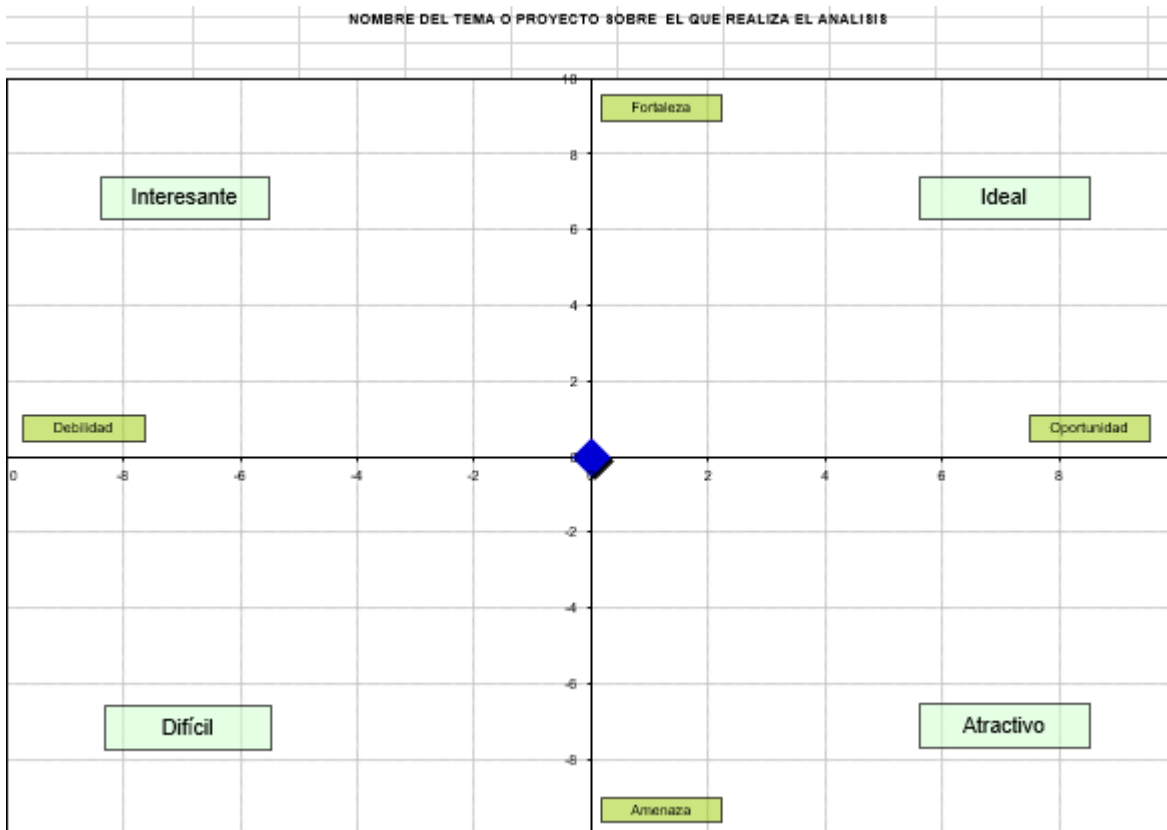 NOMBRE DEL TEMA O PROYECTO SOBRE EL QUE REALIZA EL ANALISIS
10
Fortaleza
8
Interesante
Ideal
6
4
2
Debilidad
Oportunidad
0
0 -8 -6 -4 -2 2 4 6 8
-2
-4
-6
Difícil
Atractivo
-8
Amenaza